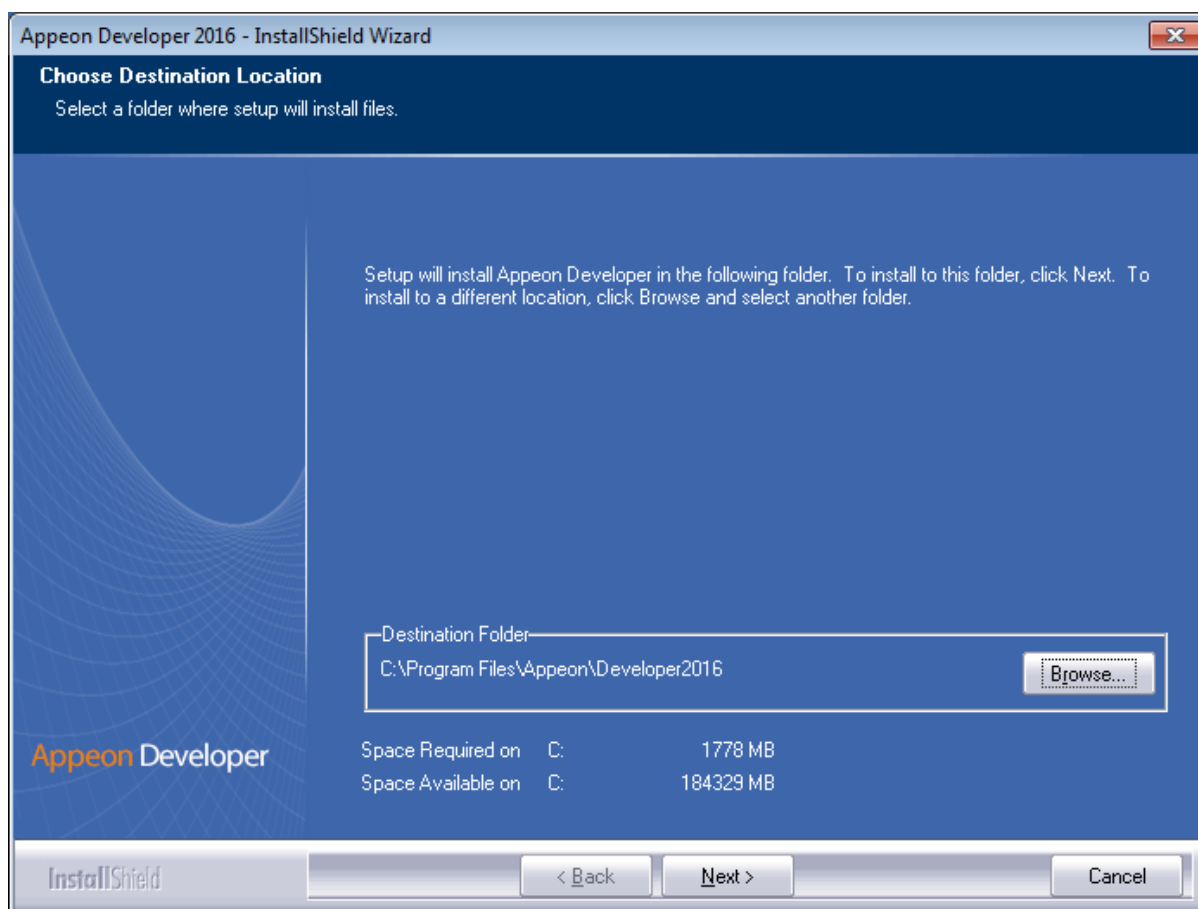 Appeon Developer 2016 - InstallShield Wizard
Choose Destination Location
Select a folder where setup will install files.
Setup will install Appeon Developer in the following folder. To install to this folder, click Next. To
install to a different location, click Browse and select another folder.
Destination Folder
C:\Program Files\Appeon\Developer2016
Browse...
Appeon Developer
Space Required on C: 1778 MB
Space Available on C: 184329 MB
InstallShield
< Back
Next >
Cancel